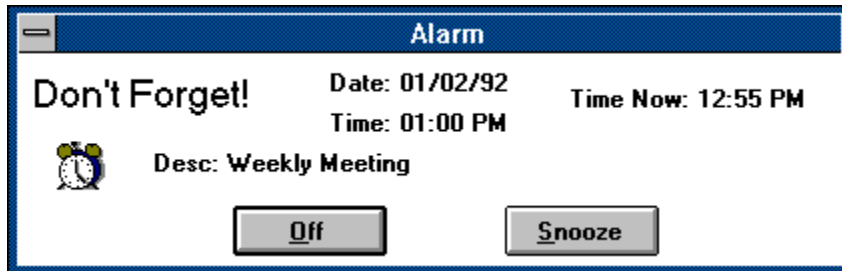 Alarm
Don't Forget!
Date: 01/02/92
Time: 01:00 PM
Time Now: 12:55 PM
Desc: Weekly Meeting
Off
Snooze